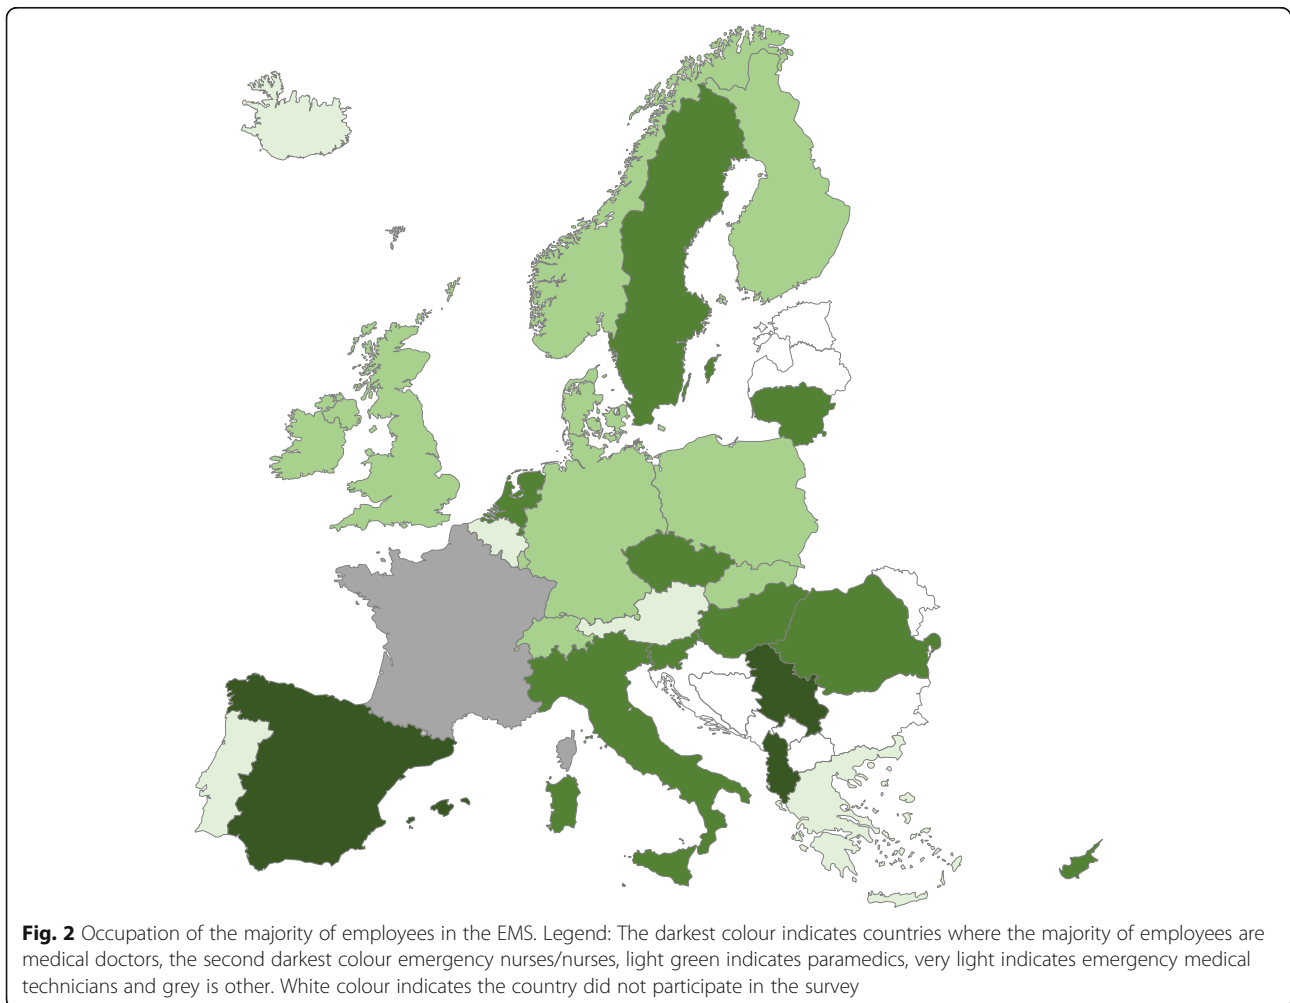 Fig. 2 Occupation of the majority of employees in the EMS. Legend: The darkest colour indicates countries where the majority of employees are
medical doctors, the second darkest colour emergency nurses/nurses, light green indicates paramedics, very light indicates emergency medical
technicians and grey is other. White colour indicates the country did not participate in the survey